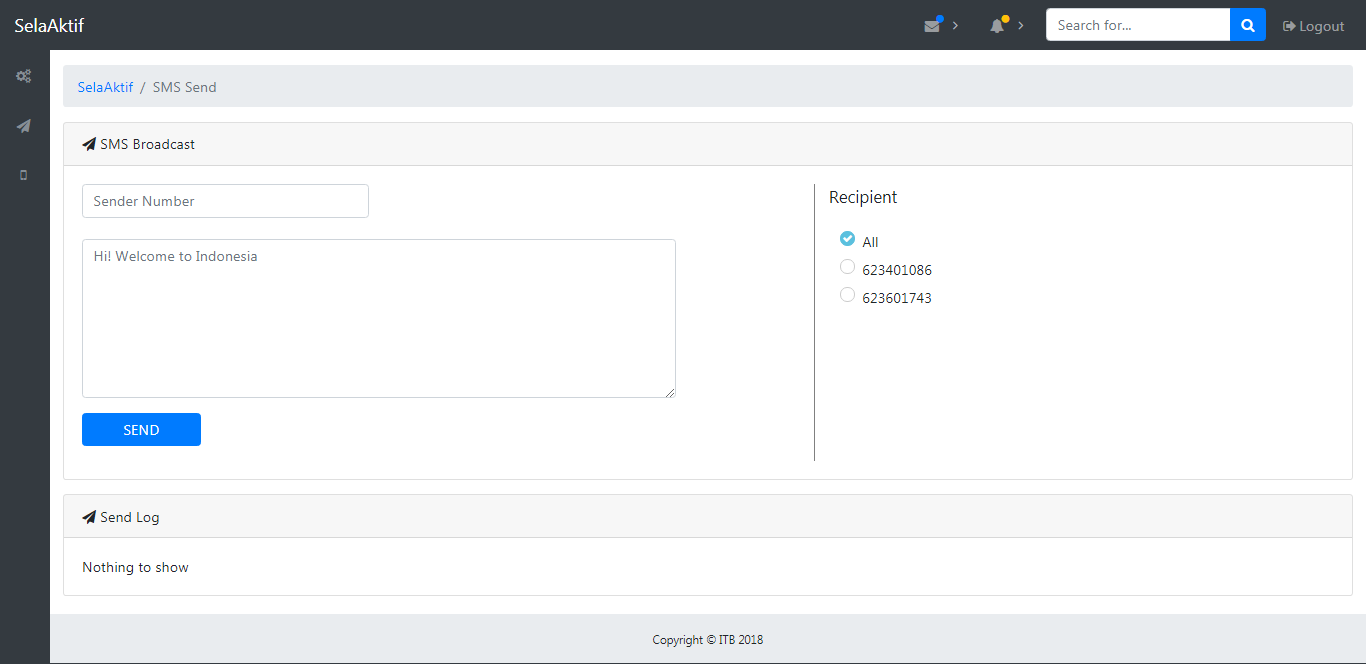 SelaAktif
Search for...
Logout
SelaAktif / SMS Send
SMS Broadcast
Sender Number
Hi! Welcome to Indonesia
SEND
Recipient
All
623401086
623601743
Send Log
Nothing to show
Copyright © ITB 2018